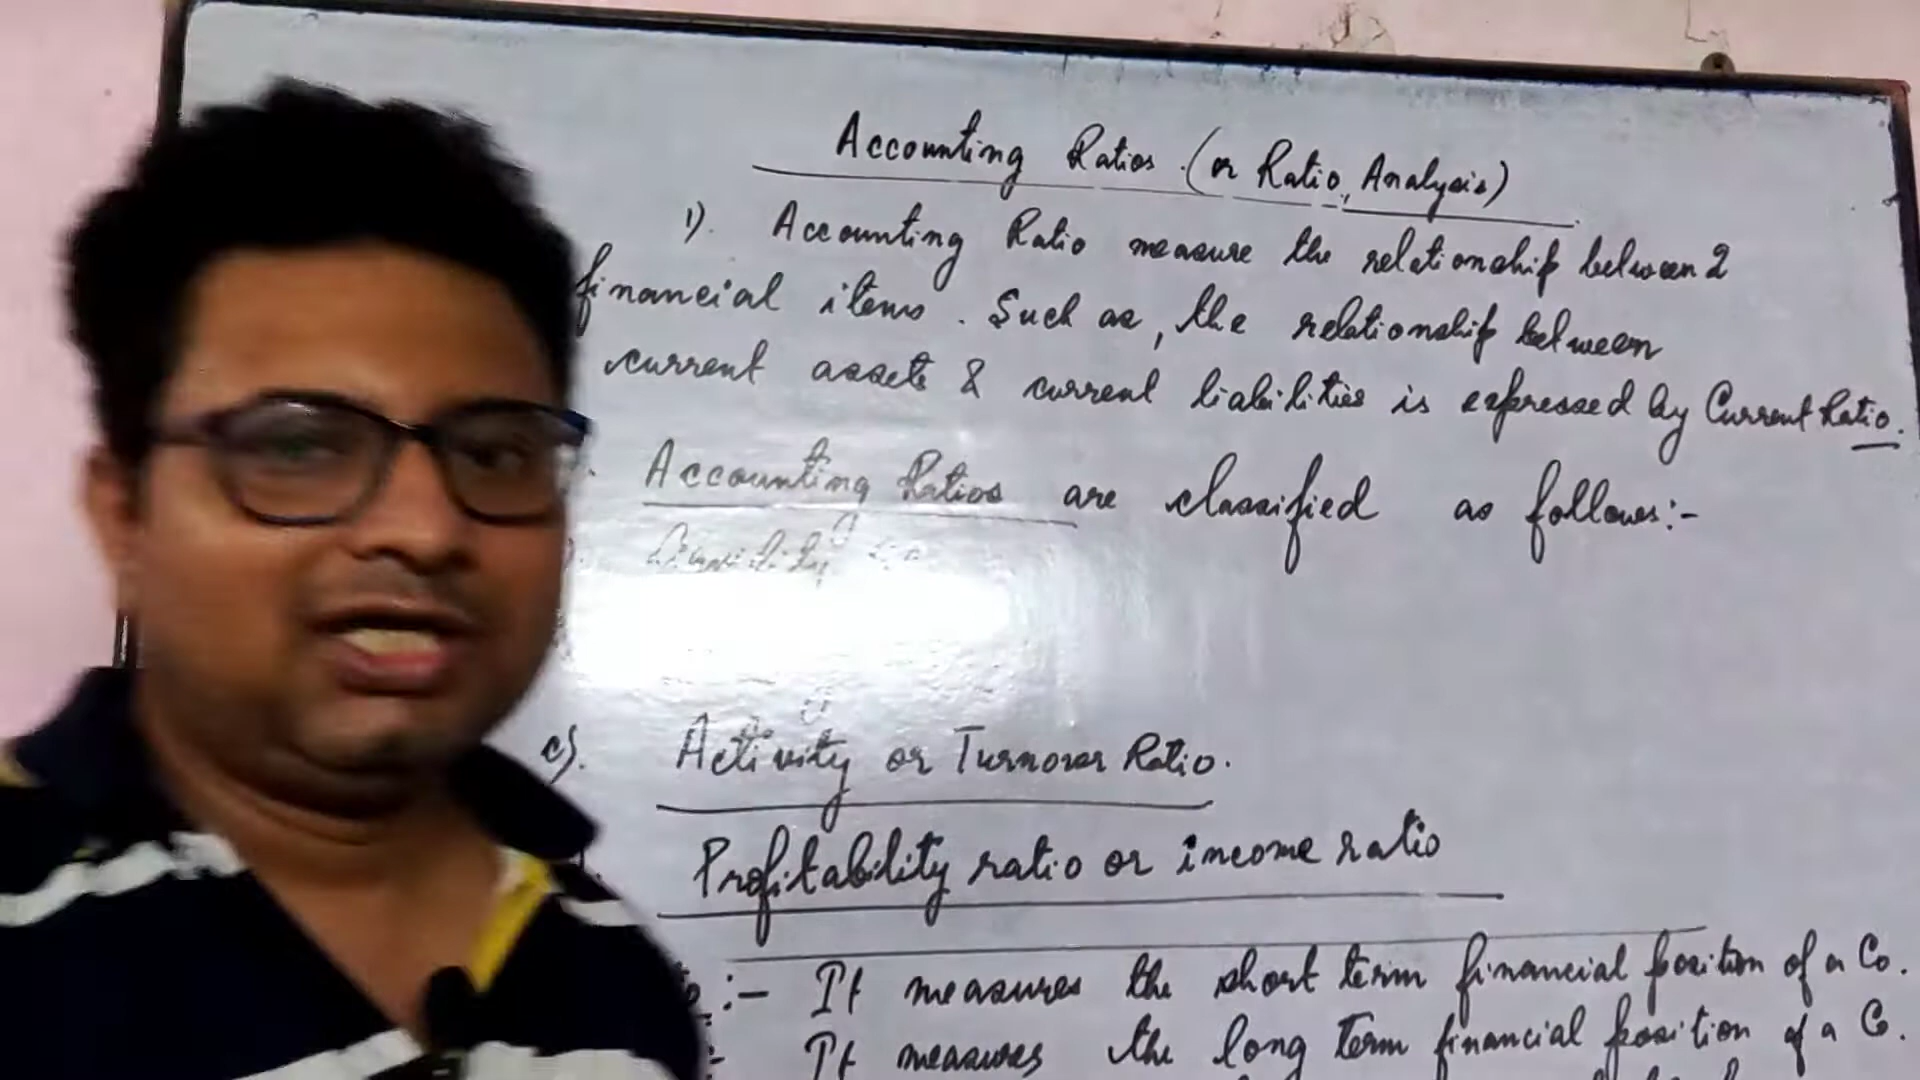 Accounting Ratios (or Ratio Analysis)
1). Accounting Ratio measure the relationship between 2
financial items. Such as, the relationship between
current assets & current liabilities is expressed by Current Ratio.
Accounting Ratios are classified as follows:-
c). Activity or Turnover Ratio.
Profitability ratio or income ratio
:- It measures the short term financial position of a Co.
:- It measures the long term financial position of a Co.